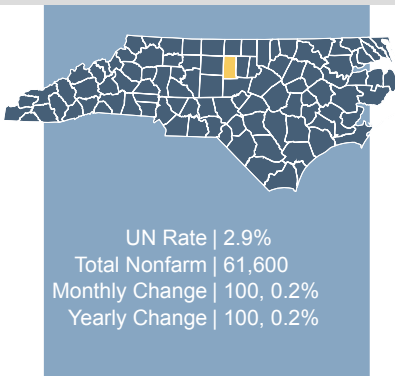 UN Rate | 2.9%
Total Nonfarm | 61,600
Monthly Change | 100, 0.2%
Yearly Change | 100, 0.2%